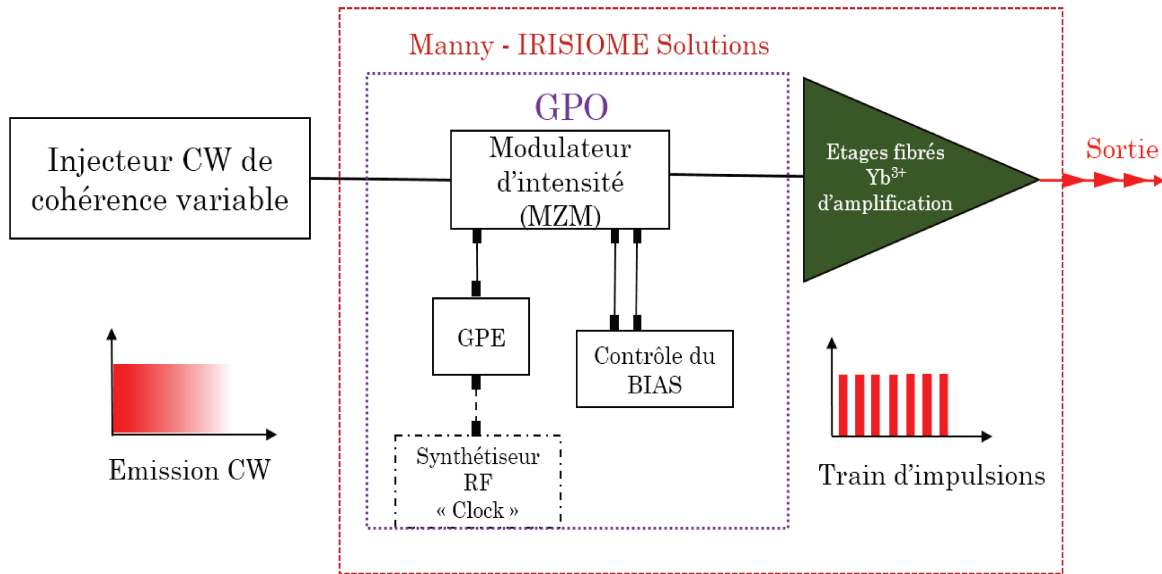 Manny - IRISIOME Solutions
GPO
Injecteur CW de
cohérence variable
Modulateur
d'intensité
(MZM)
Etages fibrés
Yb³⁺
d'amplification
Sortie
GPE
Contrôle du
BIAS
Synthétiseur
RF
« Clock »
Emission CW
Train d'impulsions